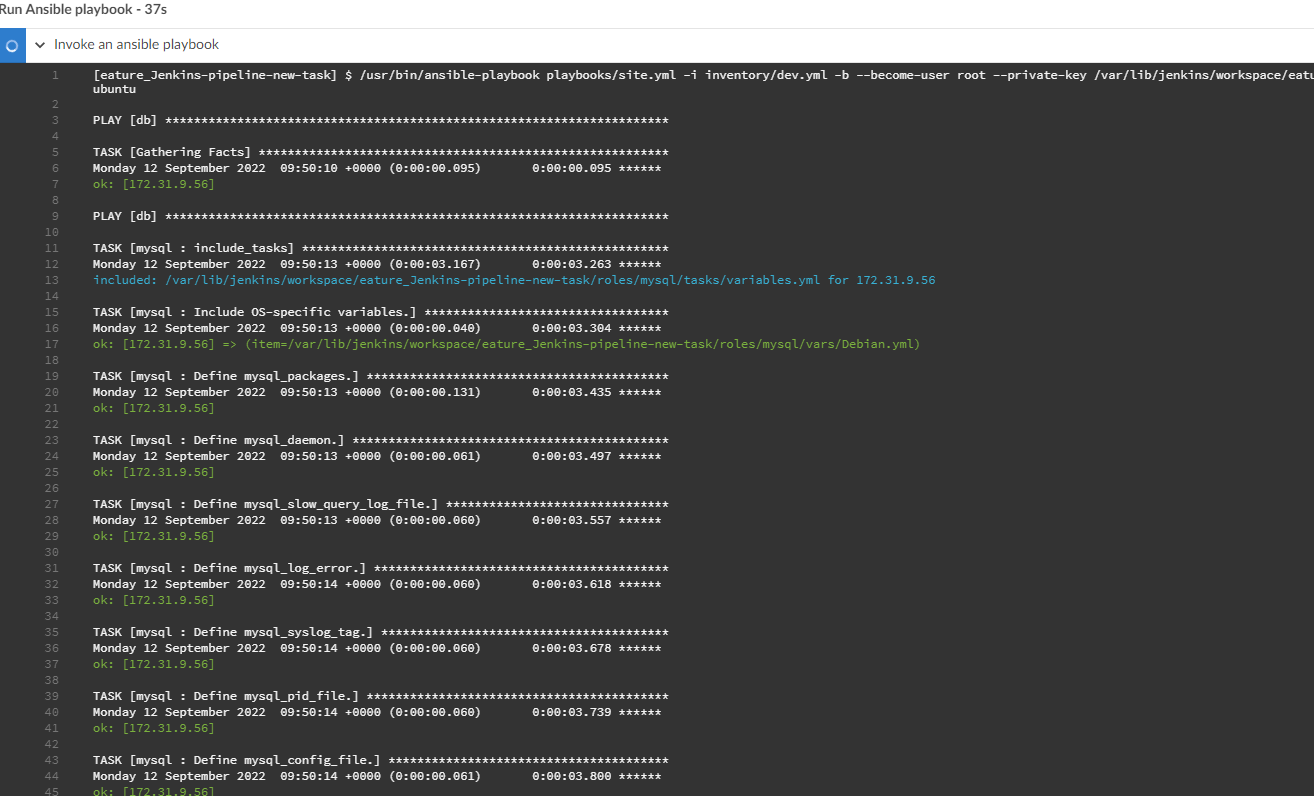 Run Ansible playbook - 37s
Invoke an ansible playbook
1 [eature_Jenkins-pipeline-new-task] $ /usr/bin/ansible-playbook playbooks/site.yml -i inventory/dev.yml -b --become-user root --private-key /var/lib/jenkins/workspace/eatu
ubuntu
2
3 PLAY [db] **********************************************************************
4
5 TASK [Gathering Facts] *********************************************************
6 Monday 12 September 2022  09:50:10 +0000 (0:00:00.095)       0:00:00.095 ******
7 ok: [172.31.9.56]
8
9 PLAY [db] **********************************************************************
10
11 TASK [mysql : include_tasks] ***************************************************
12 Monday 12 September 2022  09:50:13 +0000 (0:00:03.167)       0:00:03.263 ******
13 included: /var/lib/jenkins/workspace/eature_Jenkins-pipeline-new-task/roles/mysql/tasks/variables.yml for 172.31.9.56
14
15 TASK [mysql : Include OS-specific variables.] **********************************
16 Monday 12 September 2022  09:50:13 +0000 (0:00:00.040)       0:00:03.304 ******
17 ok: [172.31.9.56] => (item=/var/lib/jenkins/workspace/eature_Jenkins-pipeline-new-task/roles/mysql/vars/Debian.yml)
18
19 TASK [mysql : Define mysql_packages.] ******************************************
20 Monday 12 September 2022  09:50:13 +0000 (0:00:00.131)       0:00:03.435 ******
21 ok: [172.31.9.56]
22
23 TASK [mysql : Define mysql_daemon.] ********************************************
24 Monday 12 September 2022  09:50:13 +0000 (0:00:00.061)       0:00:03.497 ******
25 ok: [172.31.9.56]
26
27 TASK [mysql : Define mysql_slow_query_log_file.] *******************************
28 Monday 12 September 2022  09:50:13 +0000 (0:00:00.060)       0:00:03.557 ******
29 ok: [172.31.9.56]
30
31 TASK [mysql : Define mysql_log_error.] *****************************************
32 Monday 12 September 2022  09:50:14 +0000 (0:00:00.060)       0:00:03.618 ******
33 ok: [172.31.9.56]
34
35 TASK [mysql : Define mysql_syslog_tag.] ****************************************
36 Monday 12 September 2022  09:50:14 +0000 (0:00:00.060)       0:00:03.678 ******
37 ok: [172.31.9.56]
38
39 TASK [mysql : Define mysql_pid_file.] ******************************************
40 Monday 12 September 2022  09:50:14 +0000 (0:00:00.060)       0:00:03.739 ******
41 ok: [172.31.9.56]
42
43 TASK [mysql : Define mysql_config_file.] ***************************************
44 Monday 12 September 2022  09:50:14 +0000 (0:00:00.061)       0:00:03.800 ******
45 ok: [172.31.9.56]